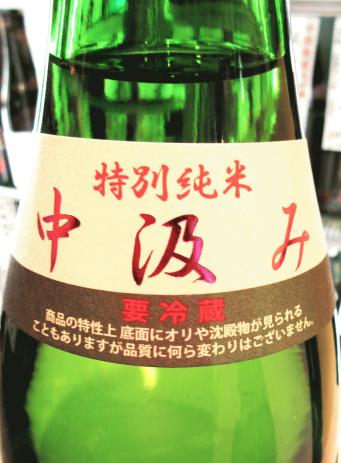 特別純米
中汲み
要冷蔵
商品の特性上 底面にオリや沈殿物が見られる
こともありますが品質に何ら変わりはございません。